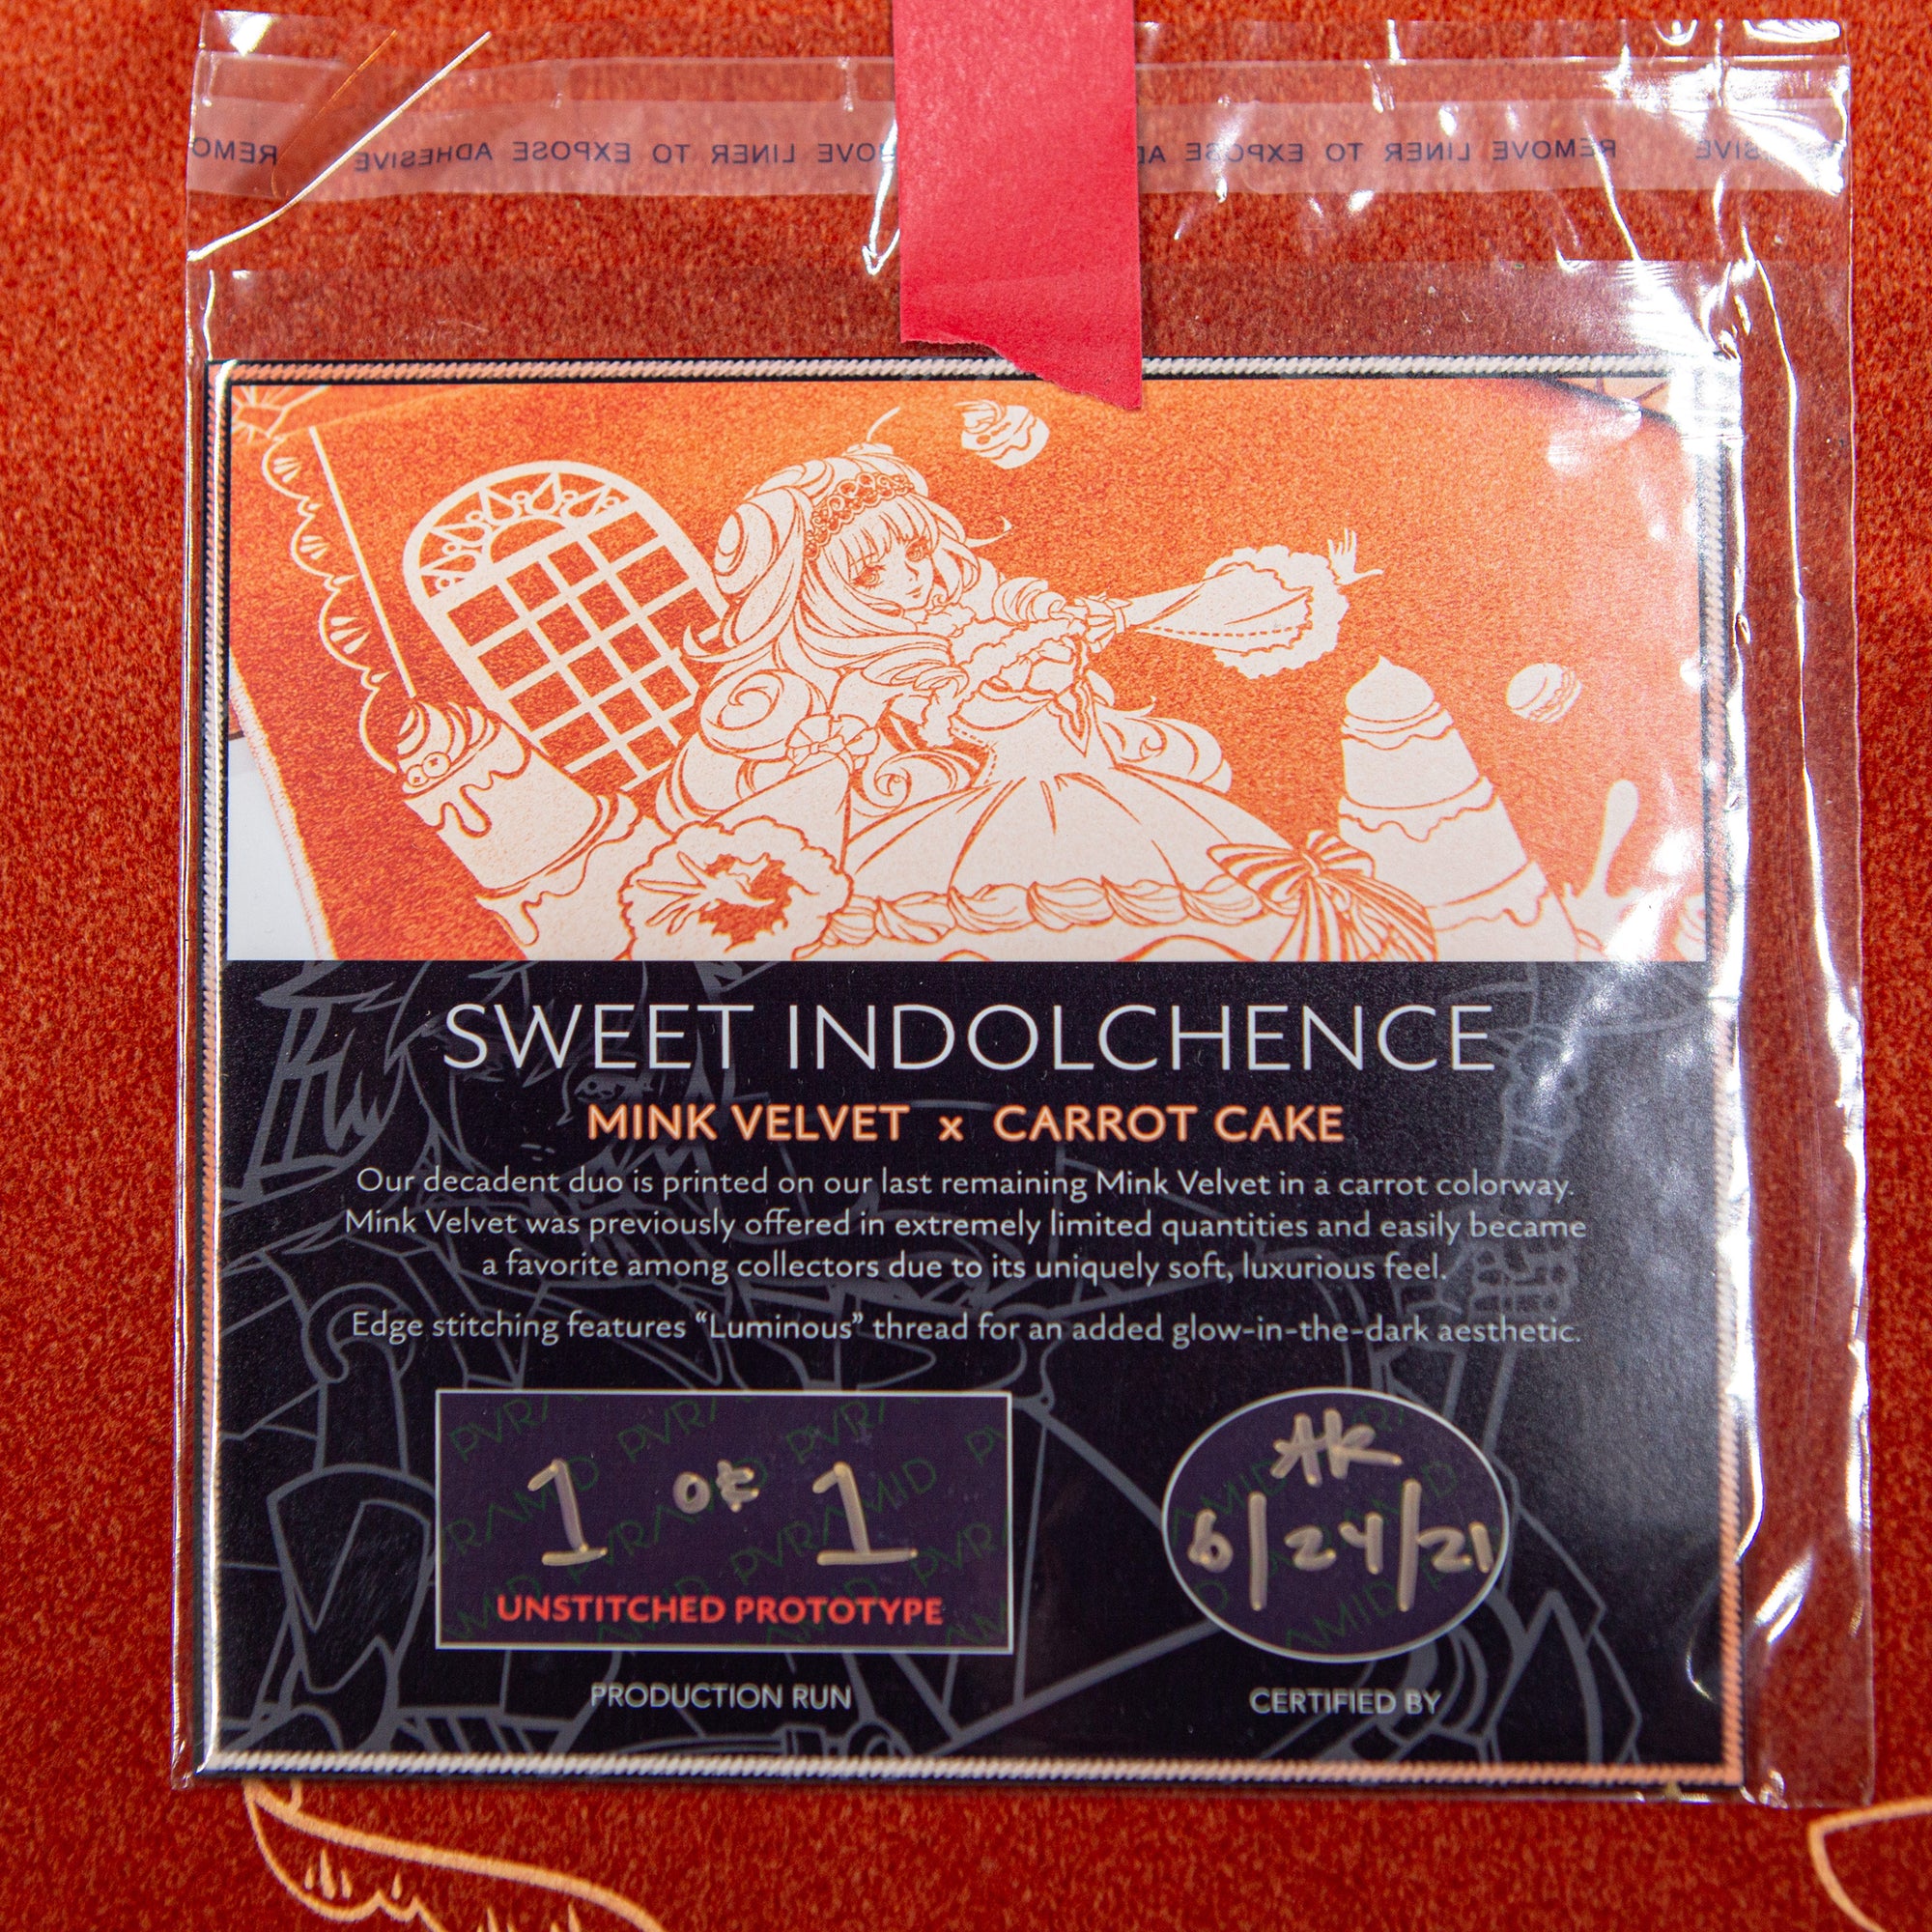 REMOVE LINER TO EXPOSE ADHESIVE REMOVE LINER TO EXPOSE ADHESIVE
SWEET INDOLCHENCE
MINK VELVET x CARROT CAKE
Our decadent duo is printed on our last remaining Mink Velvet in a carrot colorway.
Mink Velvet was previously offered in extremely limited quantities and easily became
a favorite among collectors due to its uniquely soft, luxurious feel.
Edge stitching features “Luminous” thread for an added glow-in-the-dark aesthetic.
1 of 1
UNSTITCHED PROTOTYPE
PRODUCTION RUN
AK
6/24/21
CERTIFIED BY